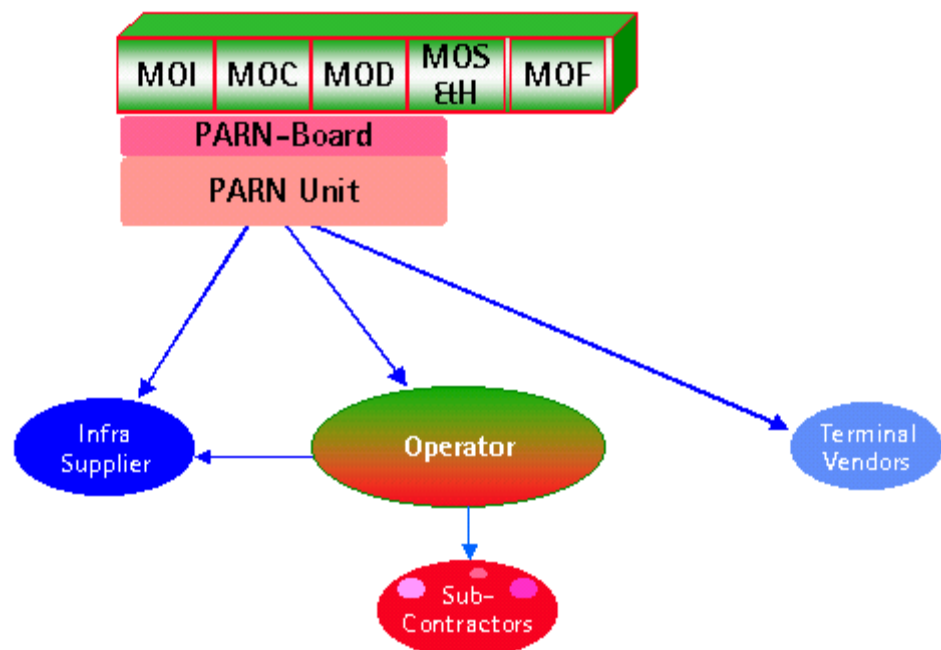 MOI MOC MOD MOS MOF
&H
PARN-Board
PARN Unit
Infra
Supplier
Operator
Terminal
Vendors
Sub-
Contractors